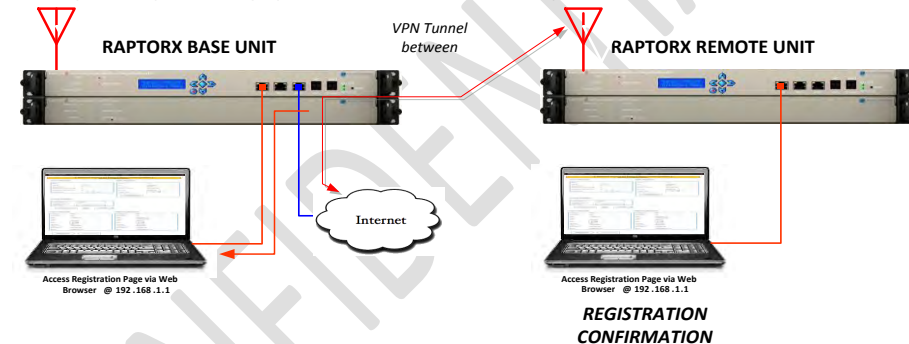 VPN Tunnel
between
RAPTORX BASE UNIT
RAPTORX REMOTE UNIT
Internet
Access Registration Page via Web
Browser @ 192 .168 .1.1
Access Registration Page via Web
Browser @ 192 .168 .1.1
REGISTRATION
CONFIRMATION